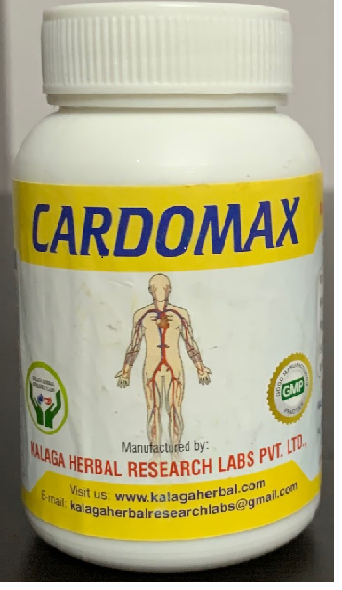 CARDOMAX
GMP
Manufactured by:
KALAGA HERBAL RESEARCH LABS PVT. LTD.,
Visit us: www.kalagaherbal.com
E-mail: kalagaherbalresearchlabs@gmail.com